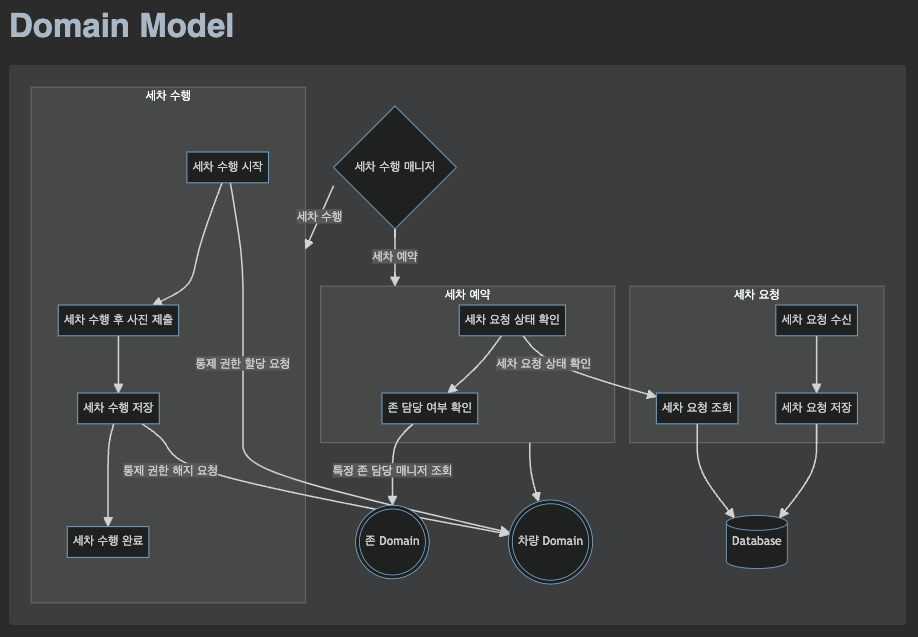 Domain Model
세차 수행
세차 수행 시작
세차 수행 매니저
세차 수행
세차 예약
세차 예약
세차 요청
세차 수행 후 사진 제출
세차 요청 상태 확인
세차 요청 수신
통제 권한 할당 요청
세차 요청 상태 확인
세차 수행 저장
존 담당 여부 확인
세차 요청 조회
세차 요청 저장
통제 권한 해지 요청
특정 존 담당 매니저 조회
세차 수행 완료
존 Domain
차량 Domain
Database